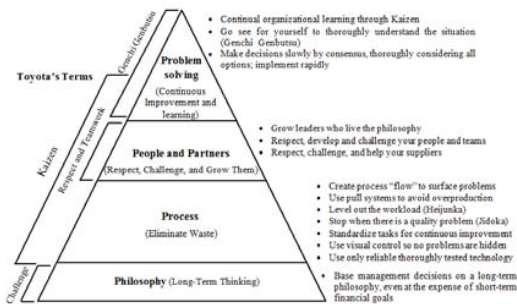 Toyota's Terms
Genchi Genbutsu
Kaizen
Respect and Teamwork
Challenge
Problem
solving
(Continuous
Improvement and
learning)
• Continual organizational learning through Kaizen
• Go see for yourself to thoroughly understand the situation
(Genchi Genbutsu)
• Make decisions slowly by consensus, thoroughly considering all
options; implement rapidly
People and Partners
(Respect, Challenge, and Grow Them)
• Grow leaders who live the philosophy
• Respect, develop and challenge your people and teams
• Respect, challenge, and help your suppliers
Process
(Eliminate Waste)
• Create process "flow" to surface problems
• Use pull systems to avoid overproduction
• Level out the workload (Heijunka)
• Stop when there is a quality problem (Jidoka)
• Standardize tasks for continuous improvement
• Use visual control so no problems are hidden
• Use only reliable thoroughly tested technology
Philosophy (Long-Term Thinking)
• Base management decisions on a long-term
philosophy, even at the expense of short-term
financial goals